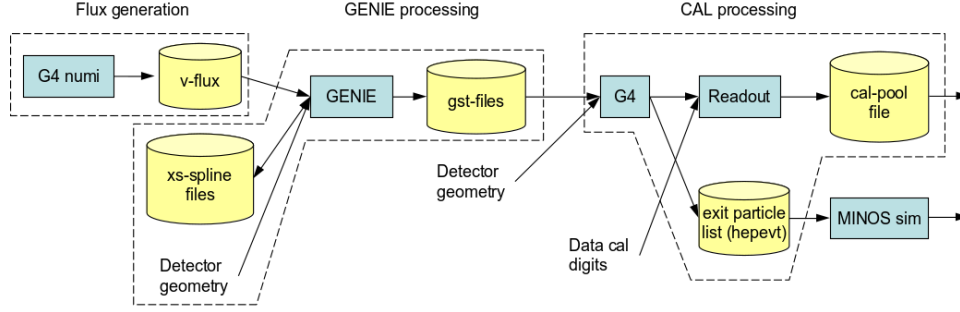 Flux generation
GENIE processing
CAL processing
G4 numi
v-flux
GENIE
gst-files
G4
Readout
cal-pool
file
xs-spline
files
Detector
geometry
exit particle
list (hepevt)
MINOS sim
Data cal
digits
Detector
geometry